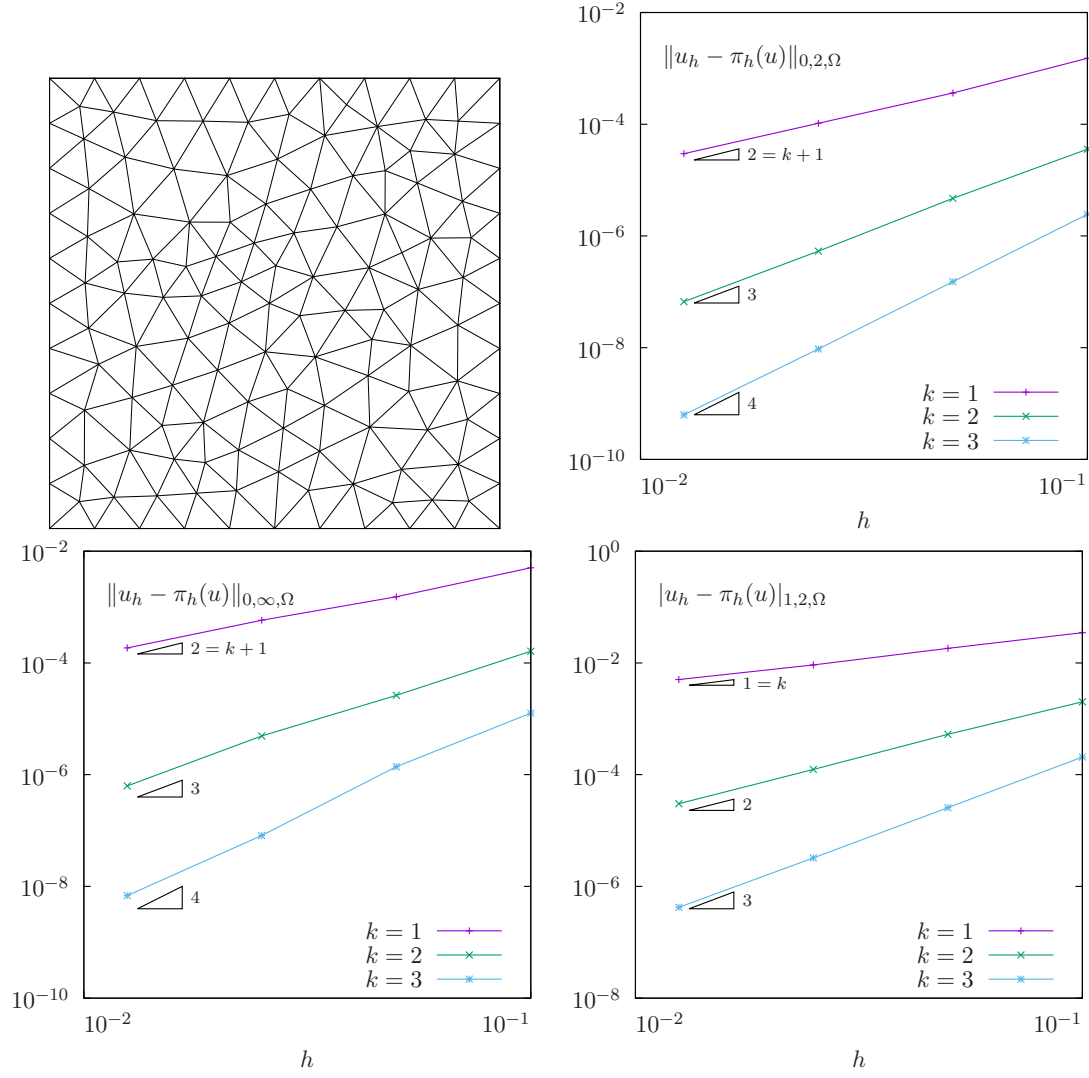 10^{-2}
‖u_h − π_h(u)‖_{0,2,Ω}
10^{-4}
2 = k + 1
10^{-6}
3
10^{-8}
4
k = 1
k = 2
k = 3
10^{-10}
10^{-2}
10^{-1}
h
10^{-2}
‖u_h − π_h(u)‖_{0,∞,Ω}
10^{-4}
2 = k + 1
10^{-6}
3
10^{-8}
4
k = 1
k = 2
k = 3
10^{-10}
10^{-2}
10^{-1}
h
10^{0}
|u_h − π_h(u)|_{1,2,Ω}
10^{-2}
1 = k
10^{-4}
2
10^{-6}
3
k = 1
k = 2
k = 3
10^{-8}
10^{-2}
10^{-1}
h